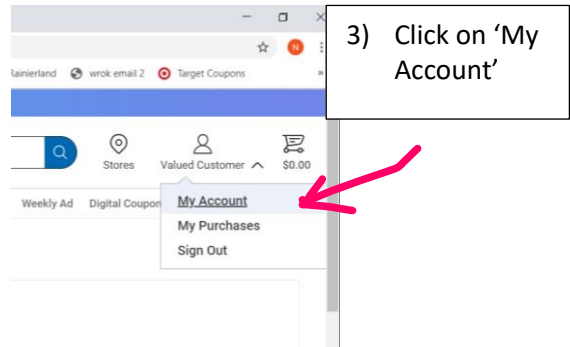 3) Click on ‘My
Account’
N
Rainierland wrok email 2 Target Coupons »
Stores Valued Customer $0.00
Weekly Ad Digital Coupon
My Account
My Purchases
Sign Out